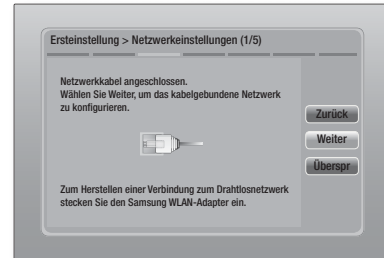 Ersteinstellung > Netzwerkeinstellungen (1/5)
Netzwerkkabel angeschlossen.
Wählen Sie Weiter, um das kabelgebundene Netzwerk
zu konfigurieren.
Zurück
Weiter
Überspr
Zum Herstellen einer Verbindung zum Drahtlosnetzwerk
stecken Sie den Samsung WLAN-Adapter ein.